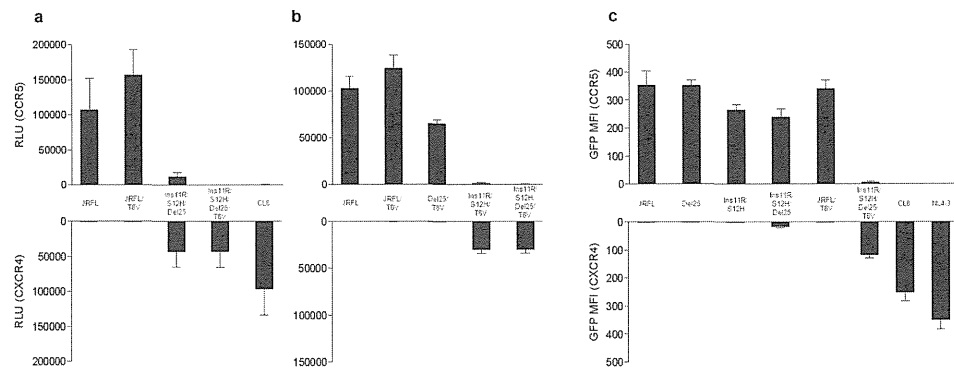 a
b
c
RLU (CCR5)
200000
150000
100000
50000
0
JRFL
JRFL/
T8V
Ins11R/
S12H/
Del25
Ins11R/
S12H/
Del25
T8V
CL6
RLU (CXCR4)
0
50000
100000
150000
200000
150000
100000
50000
0
JRFL
JRFL/
T8V
Del25/
T8V
Ins11R/
S12H/
T8V
Ins11R/
S12H/
Del25/
T8V
0
50000
100000
150000
GFP MFI (CCR5)
500
400
300
200
100
0
JRFL
Del25
Ins11R/
S12H
Ins11R/
S12H/
Del25
JRFL/
T8V
Ins11R/
S12H/
Del25
T8V
CL6
NL4-3
GFP MFI (CXCR4)
0
100
200
300
400
500